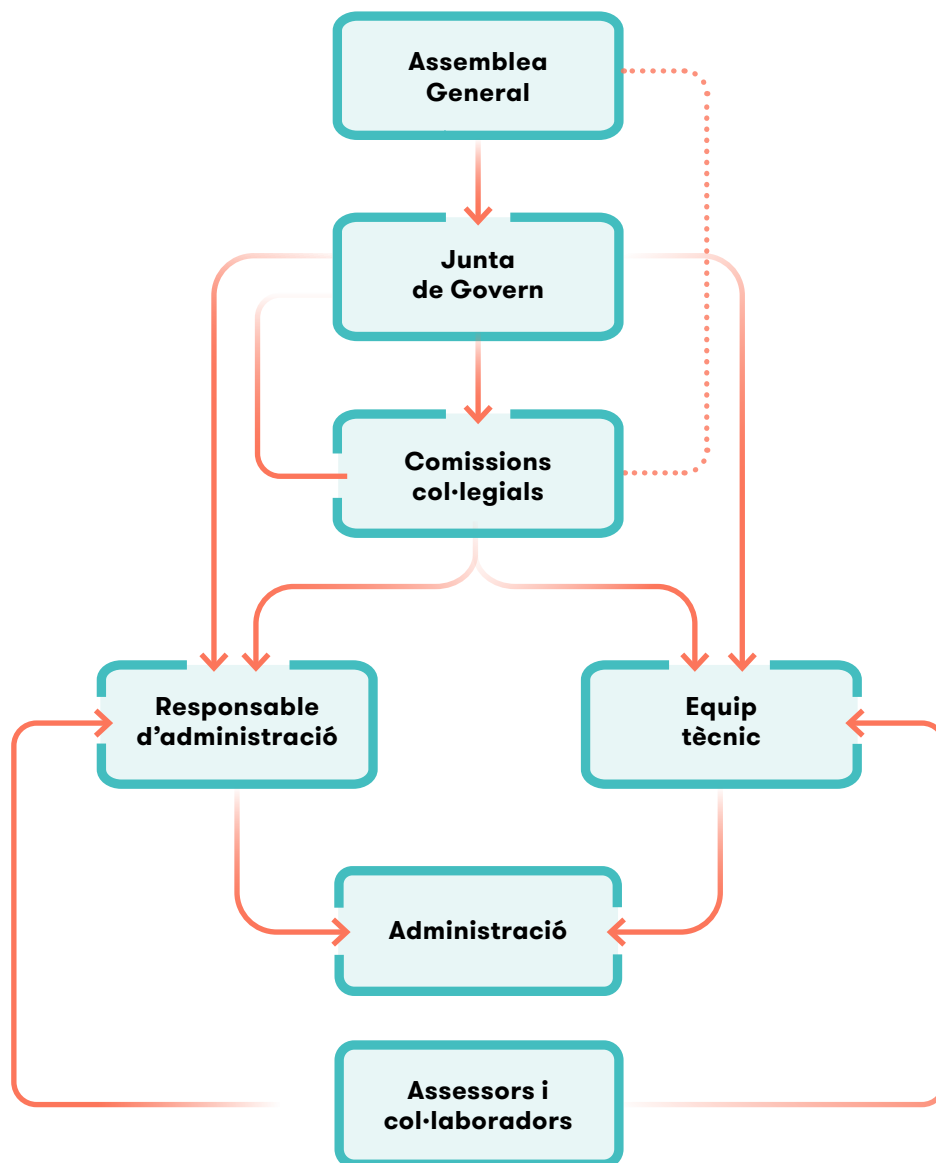 Assemblea
General
Junta
de Govern
Comissions
col·legials
Responsable
d’administració
Equip
tècnic
Administració
Assessors i
col·laboradors